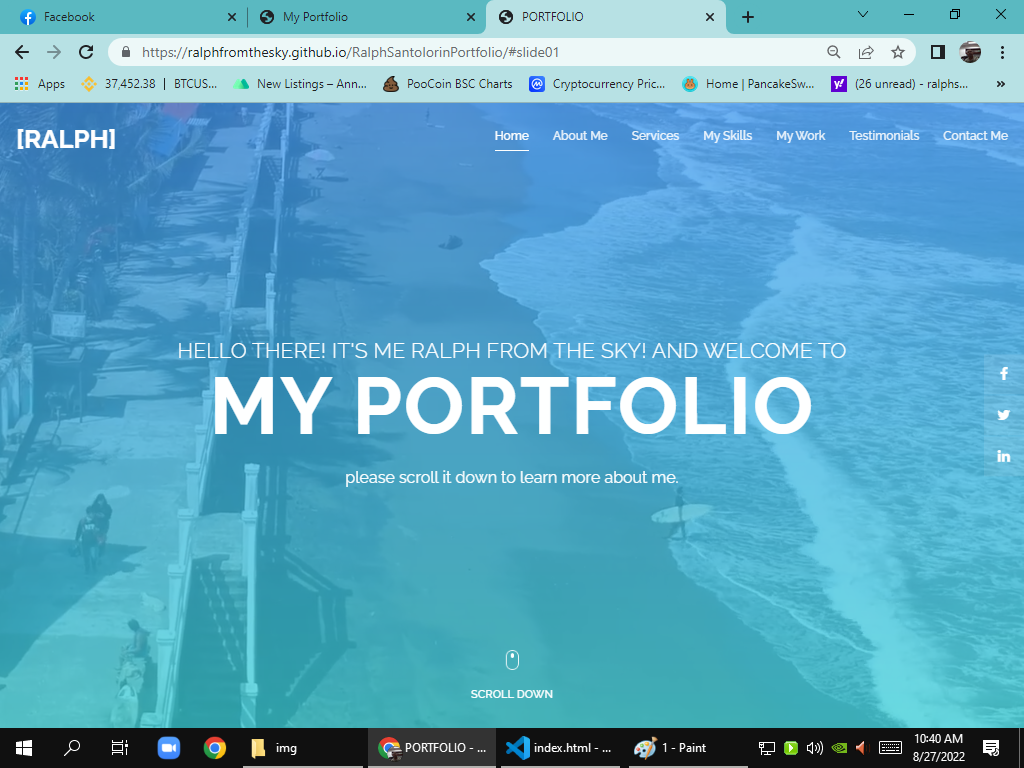 Facebook
My Portfolio
PORTFOLIO
https://ralphfromthesky.github.io/RalphSantolorinPortfolio/#slide01
Apps
37,452.38 | BTCUS...
New Listings – Ann...
PooCoin BSC Charts
Cryptocurrency Pric...
Home | PancakeSw...
(26 unread) - ralphs...
»
[RALPH]
Home
About Me
Services
My Skills
My Work
Testimonials
Contact Me
HELLO THERE! IT'S ME RALPH FROM THE SKY! AND WELCOME TO
MY PORTFOLIO
please scroll it down to learn more about me.
SCROLL DOWN
img
PORTFOLIO - ...
index.html - ...
1 - Paint
10:40 AM
8/27/2022